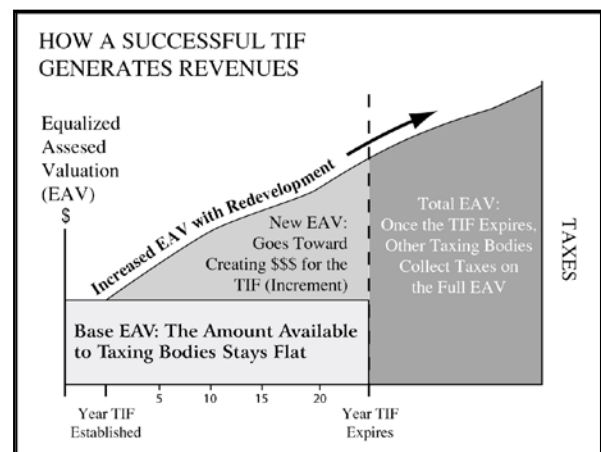 HOW A SUCCESSFUL TIF
GENERATES REVENUES
Equalized
Assesed
Valuation
(EAV)
$
Increased EAV with Redevelopment
New EAV:
Goes Toward
Creating $$$ for the
TIF (Increment)
Total EAV:
Once the TIF Expires,
Other Taxing Bodies
Collect Taxes on
the Full EAV
TAXES
Base EAV: The Amount Available
to Taxing Bodies Stays Flat
5
10
15
20
Year TIF
Established
Year TIF
Expires